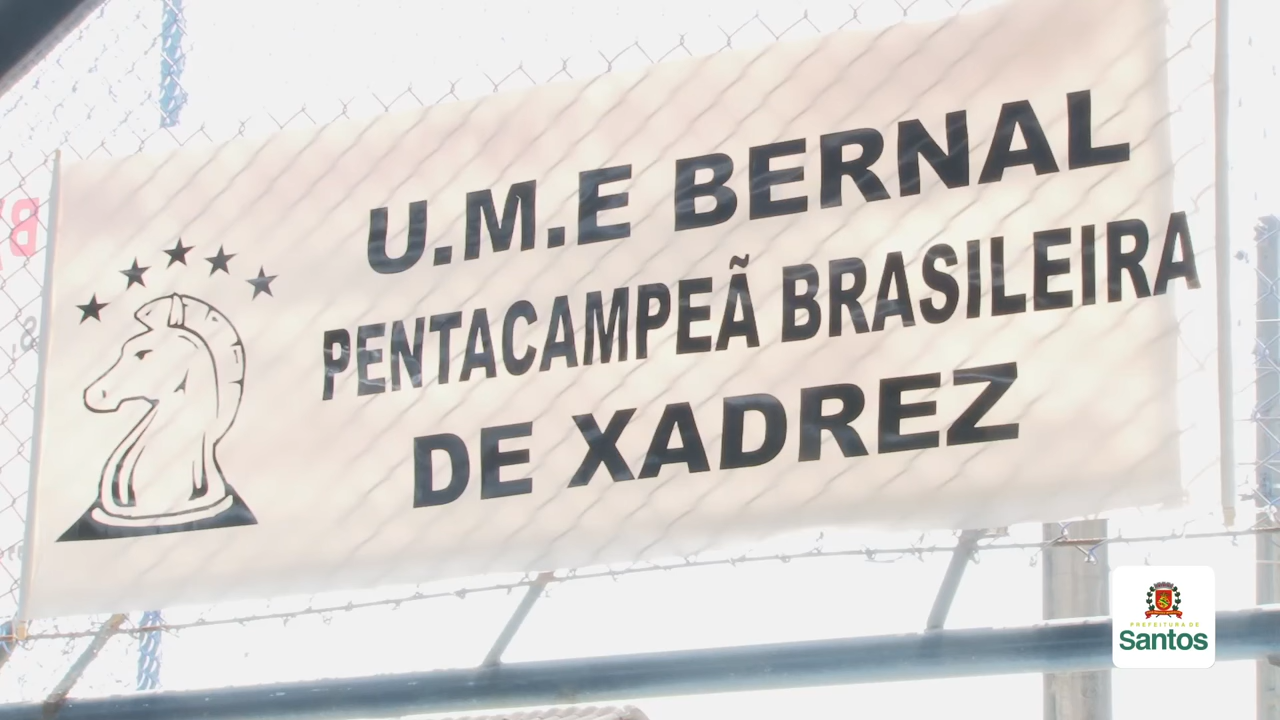 U.M.E BERNAL
PENTACAMPEÃ BRASILEIRA
DE XADREZ
PREFEITURA DE
Santos